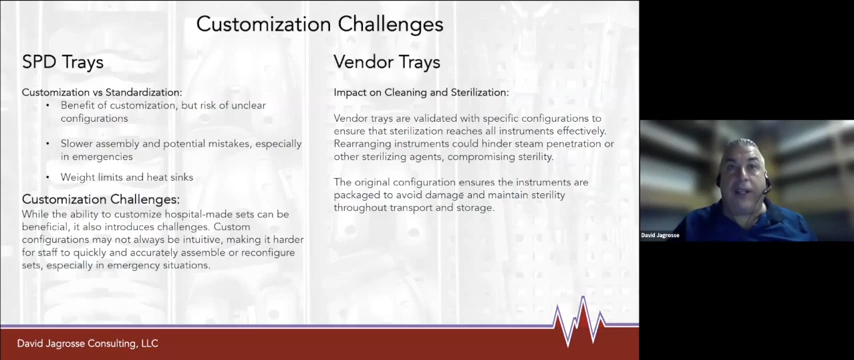 Customization Challenges
SPD Trays
Customization vs Standardization:
• Benefit of customization, but risk of unclear
configurations
• Slower assembly and potential mistakes, especially
in emergencies
• Weight limits and heat sinks
Customization Challenges:
While the ability to customize hospital-made sets can be
beneficial, it also introduces challenges. Custom
configurations may not always be intuitive, making it harder
for staff to quickly and accurately assemble or reconfigure
sets, especially in emergency situations.
Vendor Trays
Impact on Cleaning and Sterilization:
Vendor trays are validated with specific configurations to
ensure that sterilization reaches all instruments effectively.
Rearranging instruments could hinder steam penetration or
other sterilizing agents, compromising sterility.
The original configuration ensures the instruments are
packaged to avoid damage and maintain sterility
throughout transport and storage.
David Jagrosse
David Jagrosse Consulting, LLC